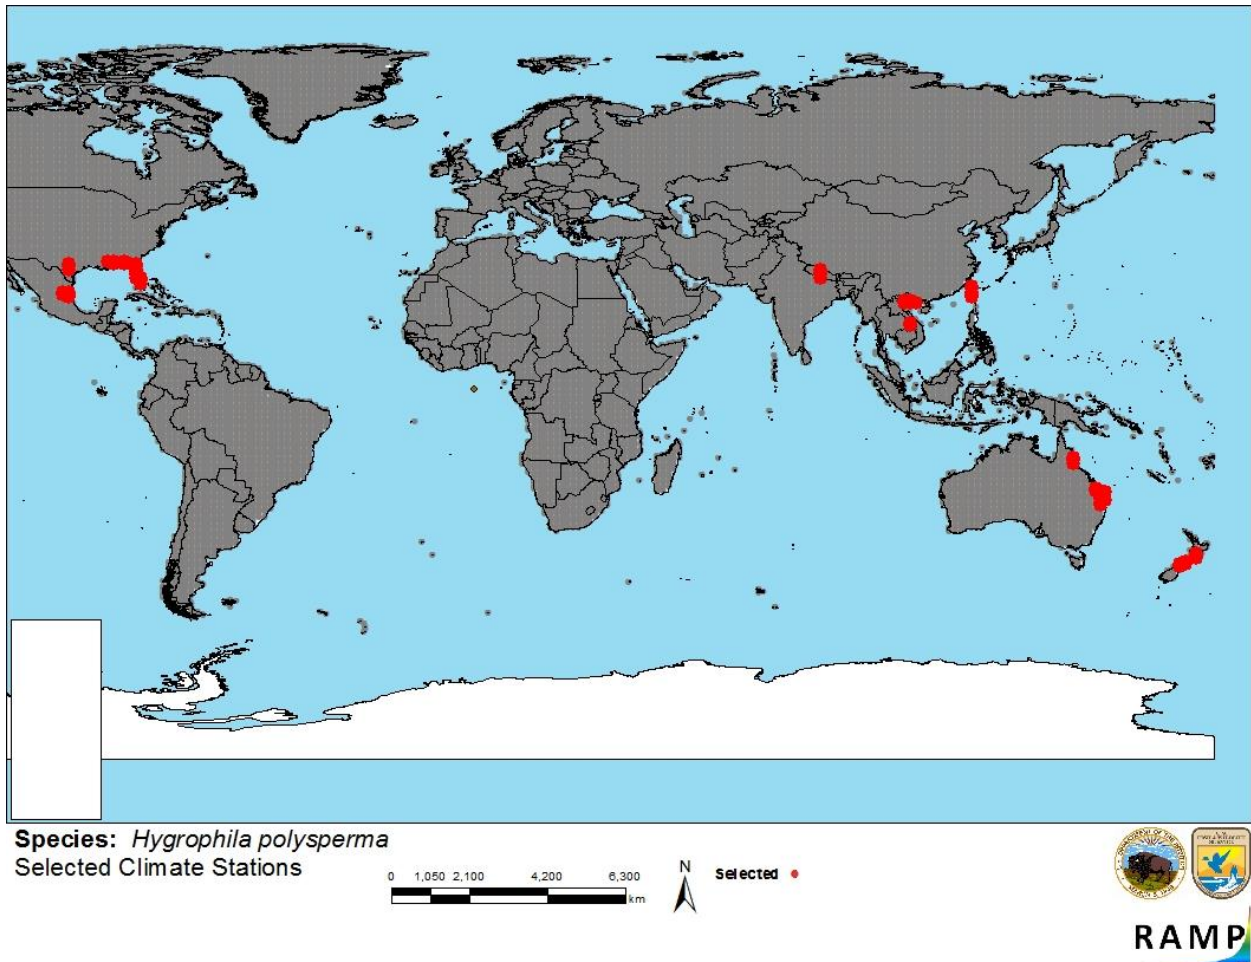 Species: Hygrophila polysperma
Selected Climate Stations
0 1,050 2,100 4,200 6,300
km
N
Selected
RAMP